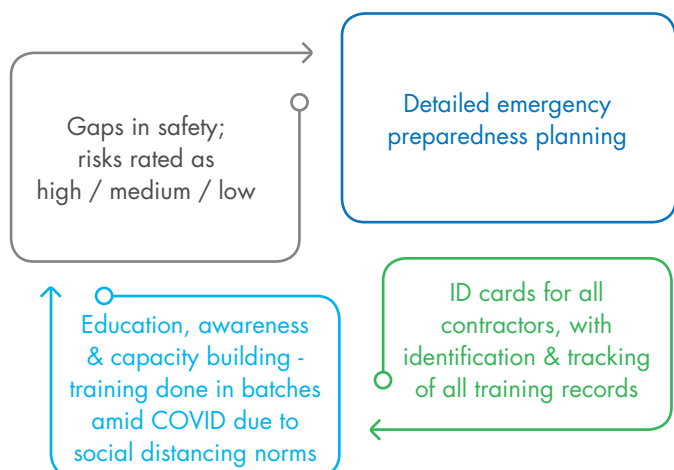 Gaps in safety;
risks rated as
high / medium / low
Detailed emergency
preparedness planning
Education, awareness
& capacity building -
training done in batches
amid COVID due to
social distancing norms
ID cards for all
contractors, with
identification & tracking
of all training records